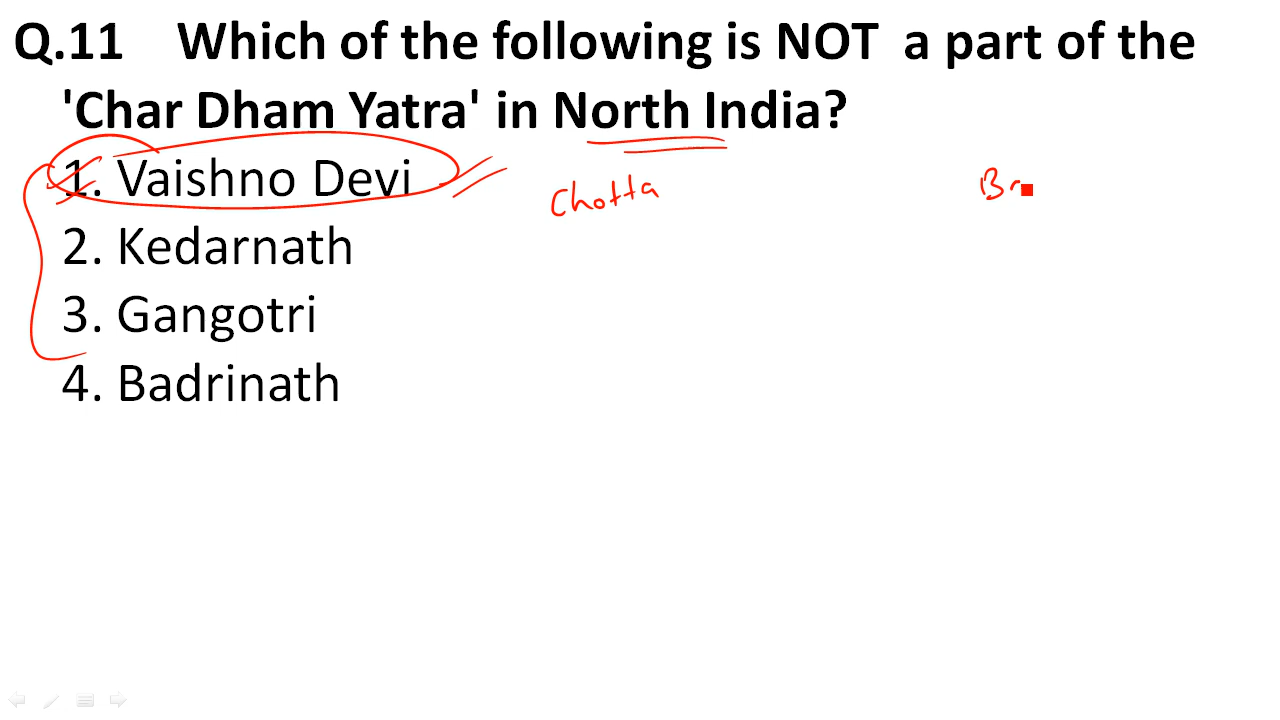 Q.11 Which of the following is NOT a part of the
'Char Dham Yatra' in North India?
1. Vaishno Devi
Chotta
2. Kedarnath
3. Gangotri
4. Badrinath